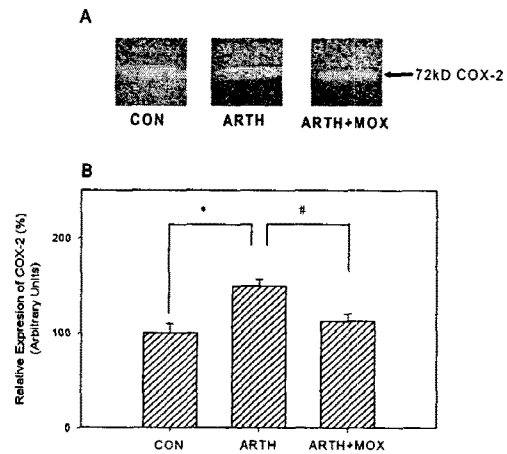 A
72kD COX-2
CON ARTH ARTH+MOX
B
Relative Expresion of COX-2 (%)
(Arbitrary Units)
200
100
0
* #
CON ARTH ARTH+MOX